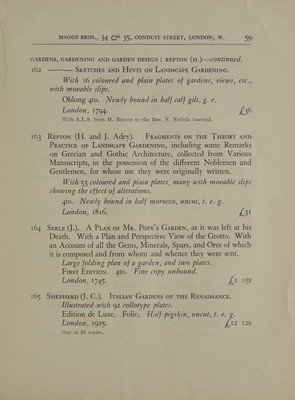 MAGGS BROS., 34 & 35, CONDUIT STREET, LONDON, W. 59
GARDENS, GARDENING AND GARDEN DESIGN : REPTON (H.)—continued.
162 ——— SKETCHES AND HINTS ON LANDSCAPE GARDENING.
With 16 coloured and plain plates of gardens, views, etc.,
with movable slips.
Oblong 4to. Newly bound in half calf gilt, g. e.
London, 1794. £36
With A.L.S. from H. Repton to the Rev. N. Nichols inserted.
163 REPTON (H. and J. Adey). FRAGMENTS ON THE THEORY AND
PRACTICE OF LANDSCAPE GARDENING, including some Remarks
on Grecian and Gothic Architecture, collected from Various
Manuscripts, in the possession of the different Noblemen and
Gentlemen, for whose use they were originally written.
With 53 coloured and plain plates, many with movable slips
showing the effect of alterations.
4to. Newly bound in half morocco, uncut, t. e. g.
London, 1816. £31
164 SERLE (J.). A PLAN OF MR. POPE'S GARDEN, as it was left at his
Death. With a Plan and Perspective View of the Grotto. With
an Account of all the Gems, Minerals, Spars, and Ores of which
it is composed and from whom and whence they were sent.
Large folding plan of a garden, and two plates.
FIRST EDITION. 4to. Fine copy unbound.
London, 1745. £1 15s
165 SHEPHERD (J. C.). ITALIAN GARDENS OF THE RENAISSANCE.
Illustrated with 92 collotype plates.
Edition de Luxe. Folio. Half pigskin, uncut, t. e. g.
London, 1925. £12 12s
One of 25 copies.